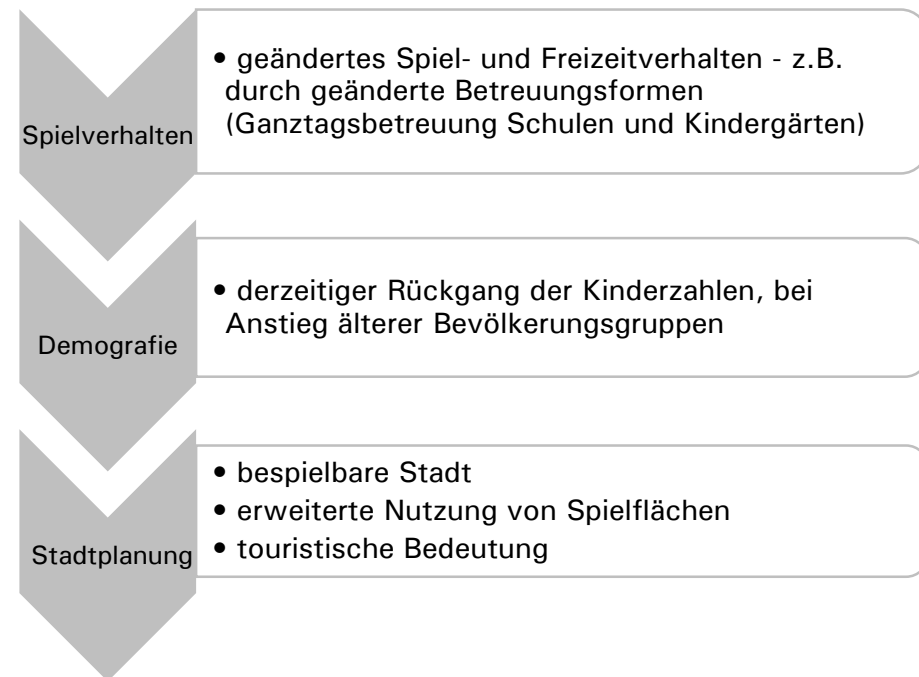 Spielverhalten
• geändertes Spiel- und Freizeitverhalten - z.B.
durch geänderte Betreuungsformen
(Ganztagsbetreuung Schulen und Kindergärten)
Demografie
• derzeitiger Rückgang der Kinderzahlen, bei
Anstieg älterer Bevölkerungsgruppen
Stadtplanung
• bespielbare Stadt
• erweiterte Nutzung von Spielflächen
• touristische Bedeutung